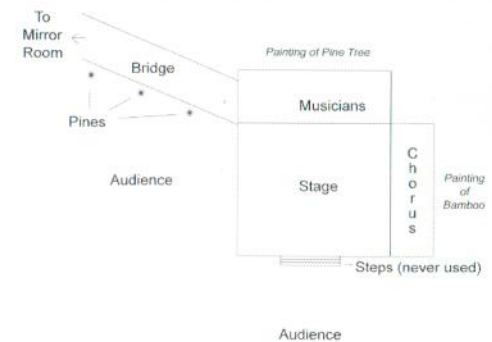 To
Mirror
Room
Bridge
Painting of Pine Tree
Musicians
Pines
Audience
Stage
Chorus
Painting
of
Bamboo
Steps (never used)
Audience